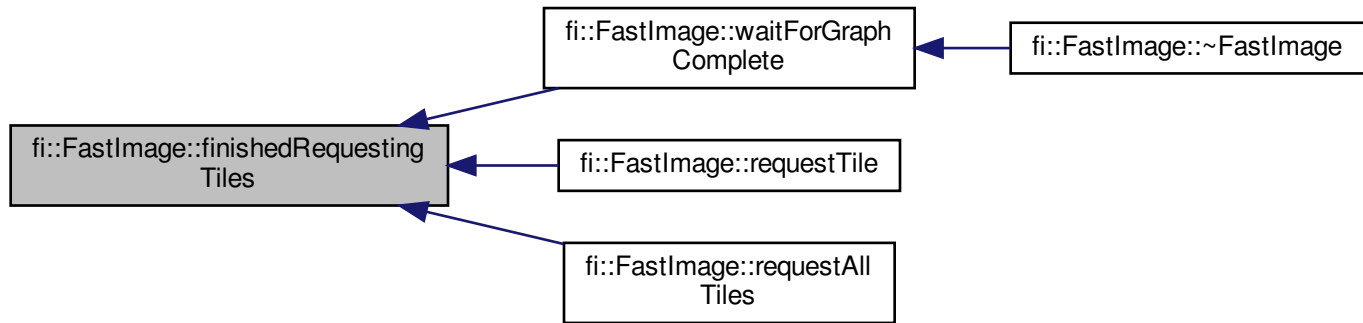 fi::FastImage::waitForGraph
Complete
fi::FastImage::~FastImage
fi::FastImage::finishedRequesting
Tiles
fi::FastImage::requestTile
fi::FastImage::requestAll
Tiles